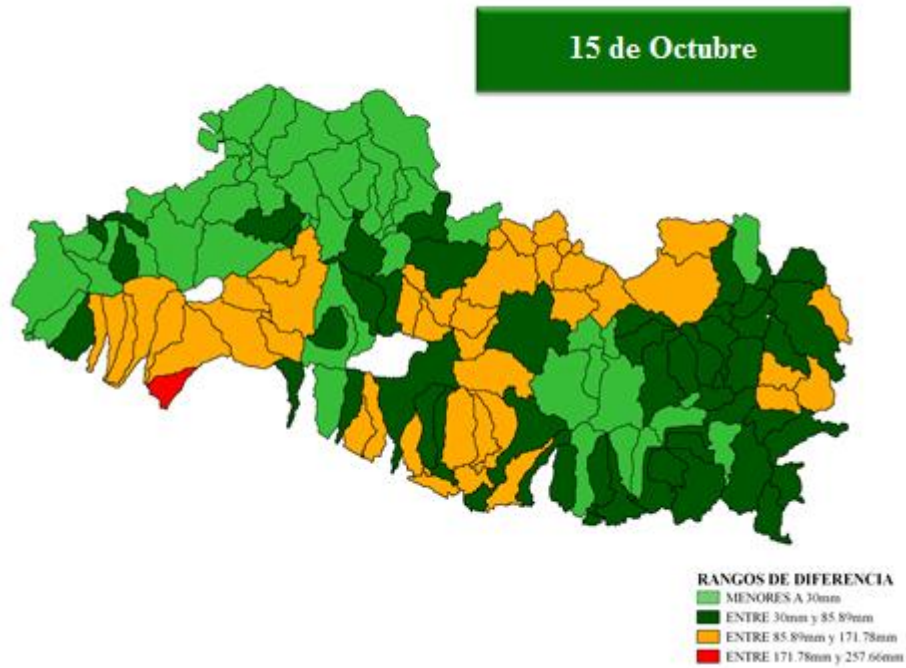 15 de Octubre
RANGOS DE DIFERENCIA
MENORES A 30mm
ENTRE 30mm y 85.89mm
ENTRE 85.89mm y 171.78mm
ENTRE 171.78mm y 257.66mm